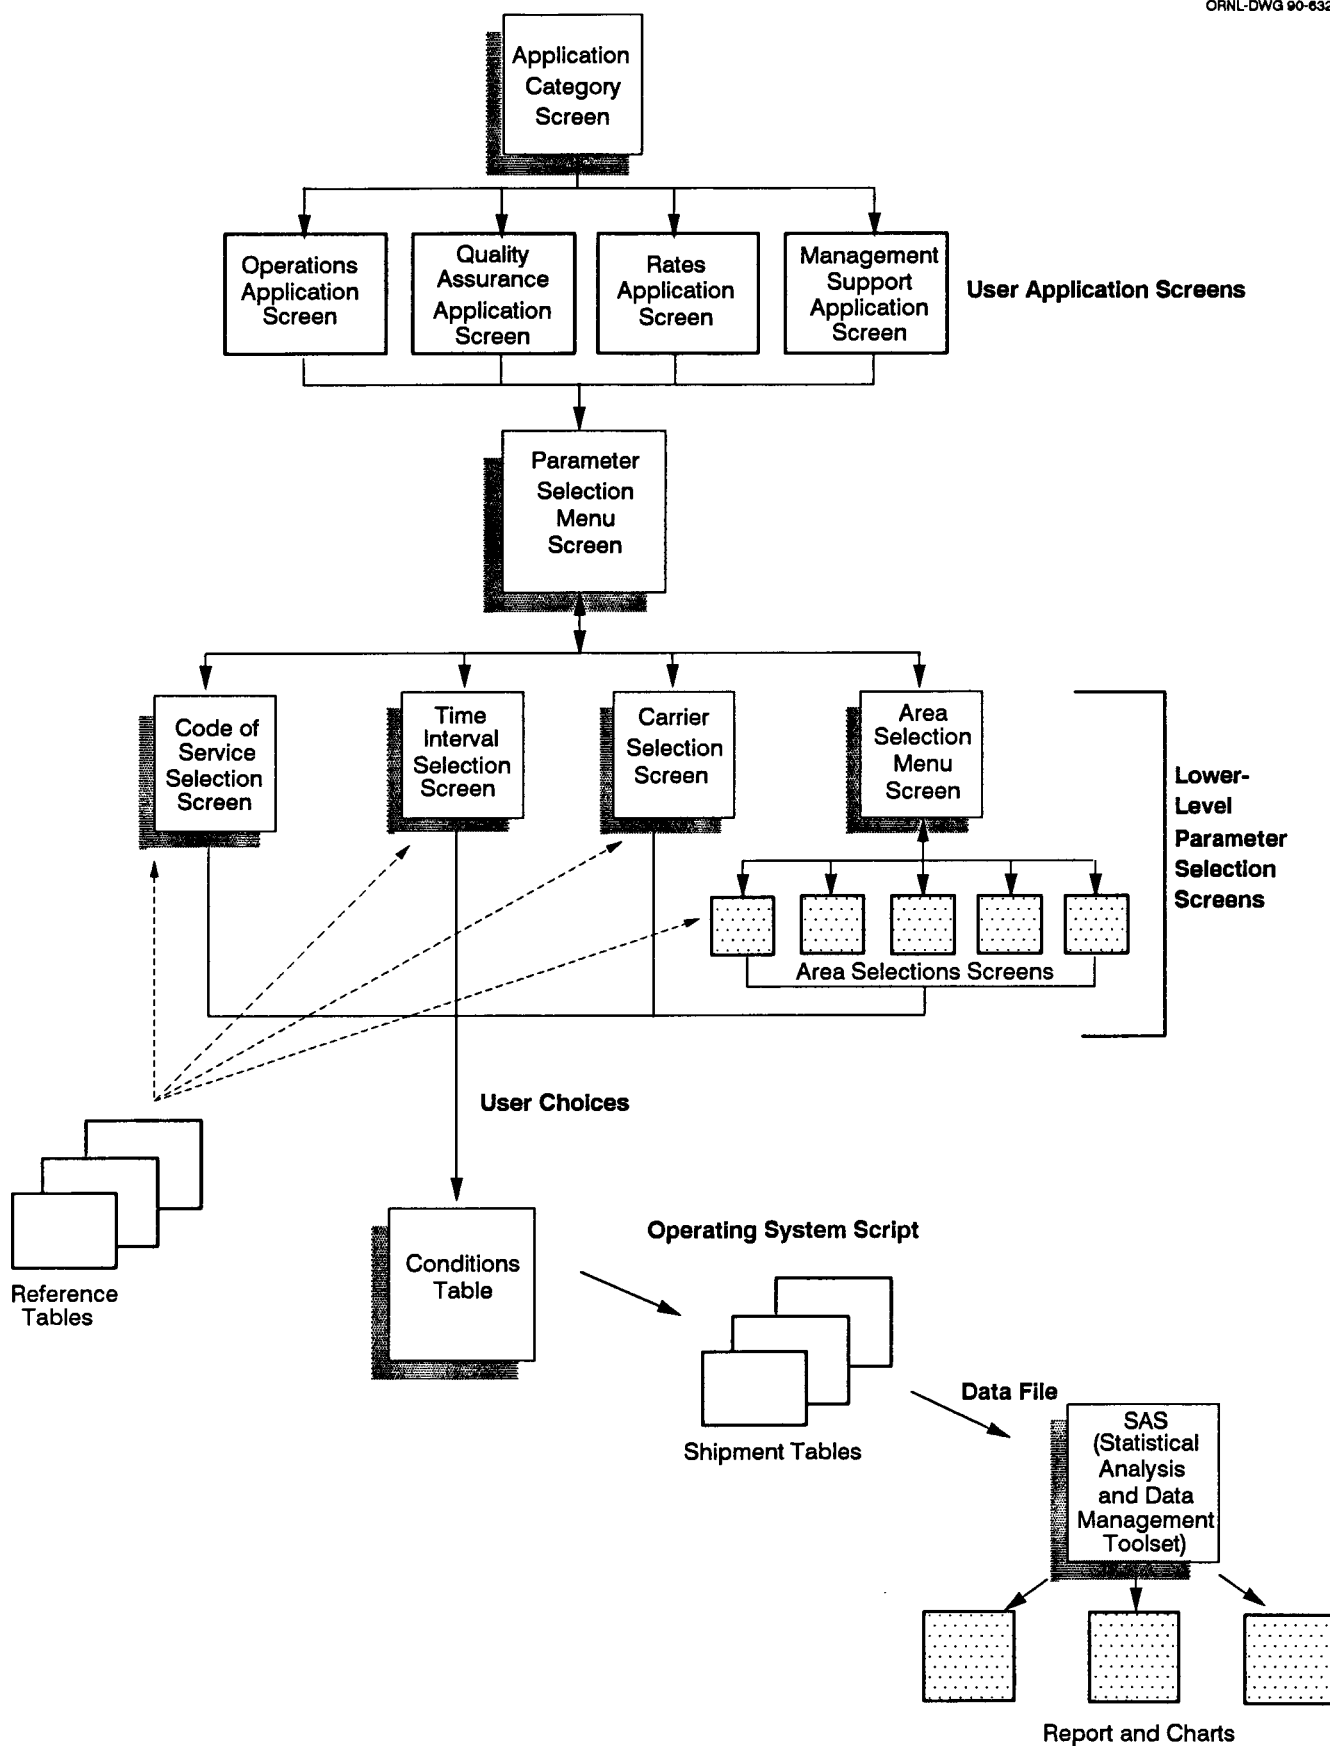 ORNL-DWG 90-632
Application
Category
Screen
Operations
Application
Screen
Quality
Assurance
Application
Screen
Rates
Application
Screen
Management
Support
Application
Screen
User Application Screens
Parameter
Selection
Menu
Screen
Code of
Service
Selection
Screen
Time
Interval
Selection
Screen
Carrier
Selection
Screen
Area
Selection
Menu
Screen
Lower-
Level
Parameter
Selection
Screens
Area Selections Screens
User Choices
Reference
Tables
Conditions
Table
Operating System Script
Shipment Tables
Data File
SAS
(Statistical
Analysis
and Data
Management
Toolset)
Report and Charts